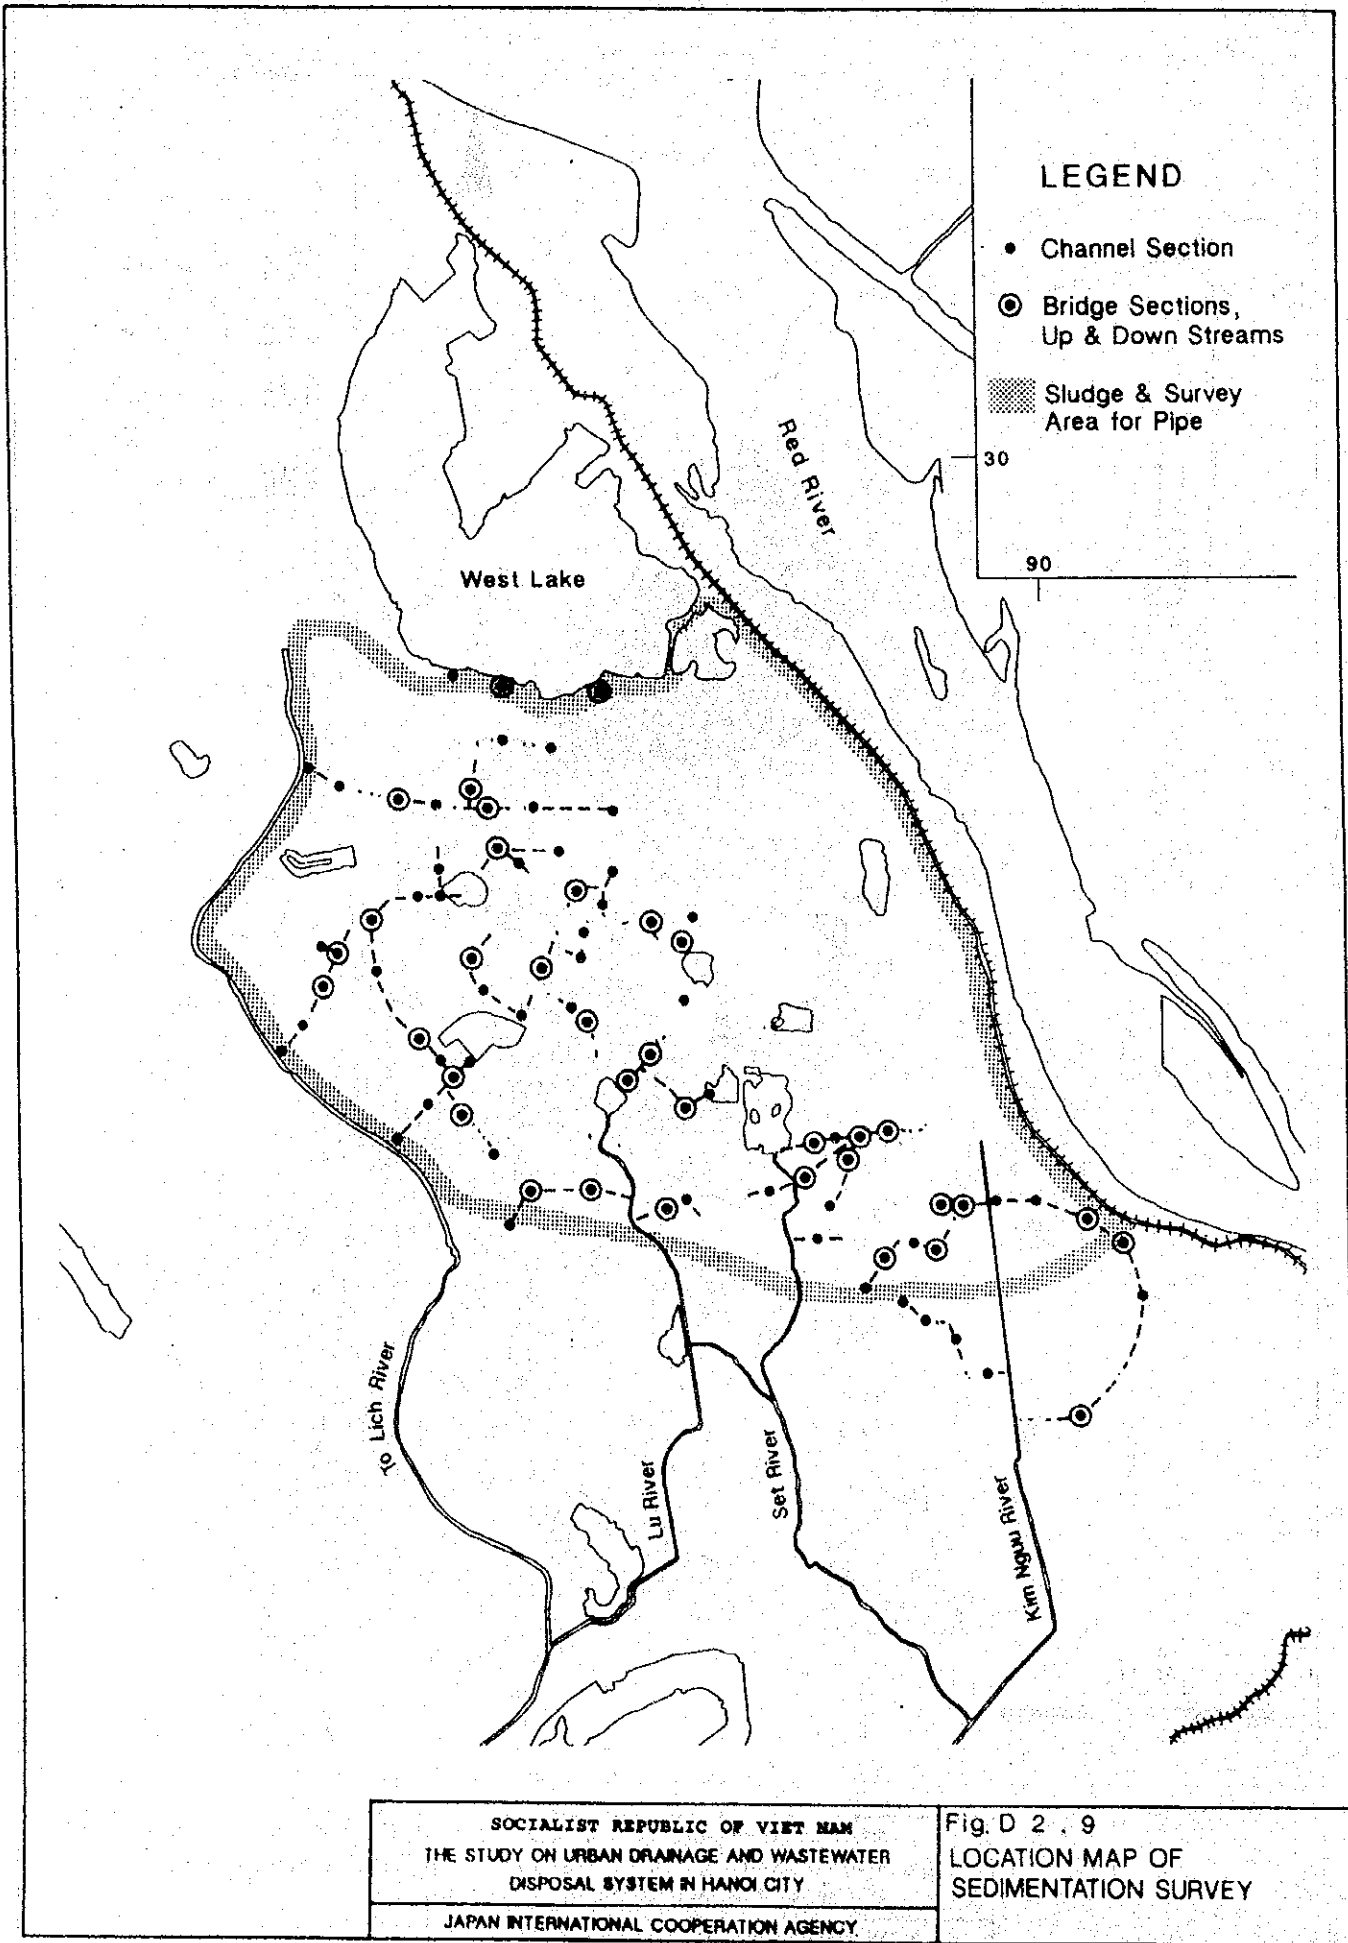 LEGEND
Channel Section
Bridge Sections,
Up & Down Streams
Sludge & Survey
Area for Pipe
30
90
Red River
West Lake
To Lich River
Lu River
Set River
Kim Nguu River
SOCIALIST REPUBLIC OF VIET NAM
THE STUDY ON URBAN DRAINAGE AND WASTEWATER
DISPOSAL SYSTEM IN HANOI CITY
JAPAN INTERNATIONAL COOPERATION AGENCY
Fig. D 2 . 9
LOCATION MAP OF
SEDIMENTATION SURVEY